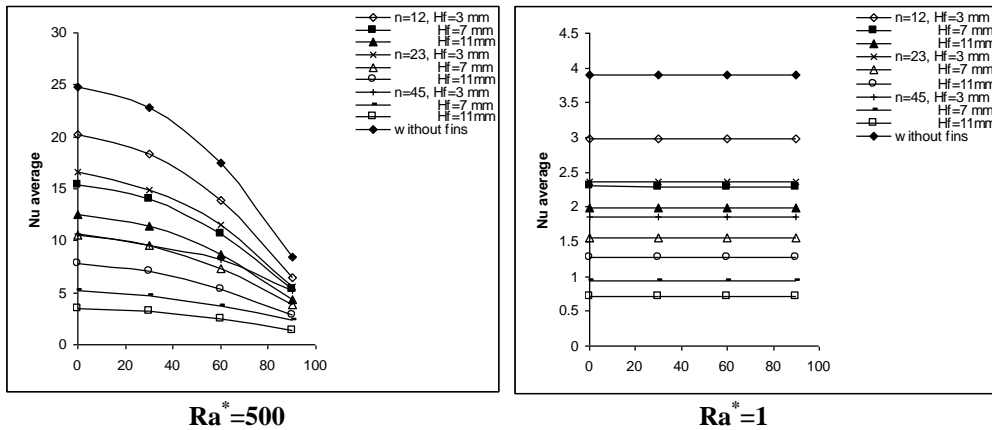 Nu average
30
25
20
15
10
5
0
0 20 40 60 80 100
n=12, Hf=3 mm
Hf=7 mm
Hf=11mm
n=23, Hf=3 mm
Hf=7 mm
Hf=11mm
n=45, Hf=3 mm
Hf=7 mm
Hf=11mm
without fins
Ra*=500
Nu average
5
4.5
4
3.5
3
2.5
2
1.5
1
0.5
0
0 20 40 60 80 100
n=12, Hf=3 mm
Hf=7 mm
Hf=11mm
n=23, Hf=3 mm
Hf=7 mm
Hf=11mm
n=45, Hf=3 mm
Hf=7 mm
Hf=11mm
without fins
Ra*=1